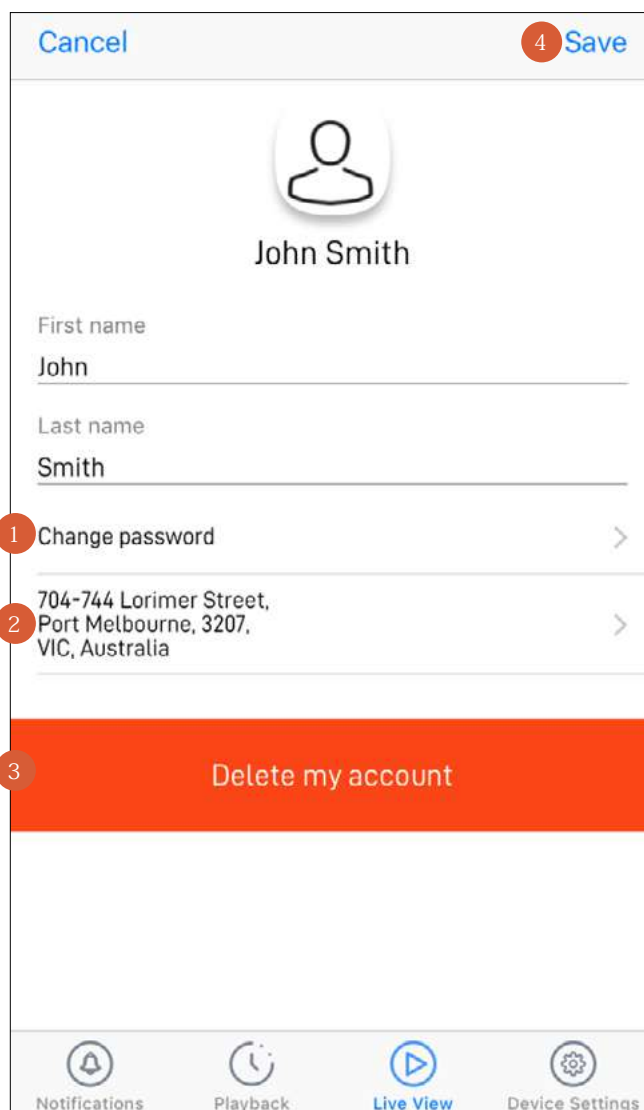 Cancel
4 Save
John Smith
First name
John
Last name
Smith
1 Change password
704-744 Lorimer Street,
2 Port Melbourne, 3207,
VIC, Australia
3 Delete my account
Notifications Playback Live View Device Settings